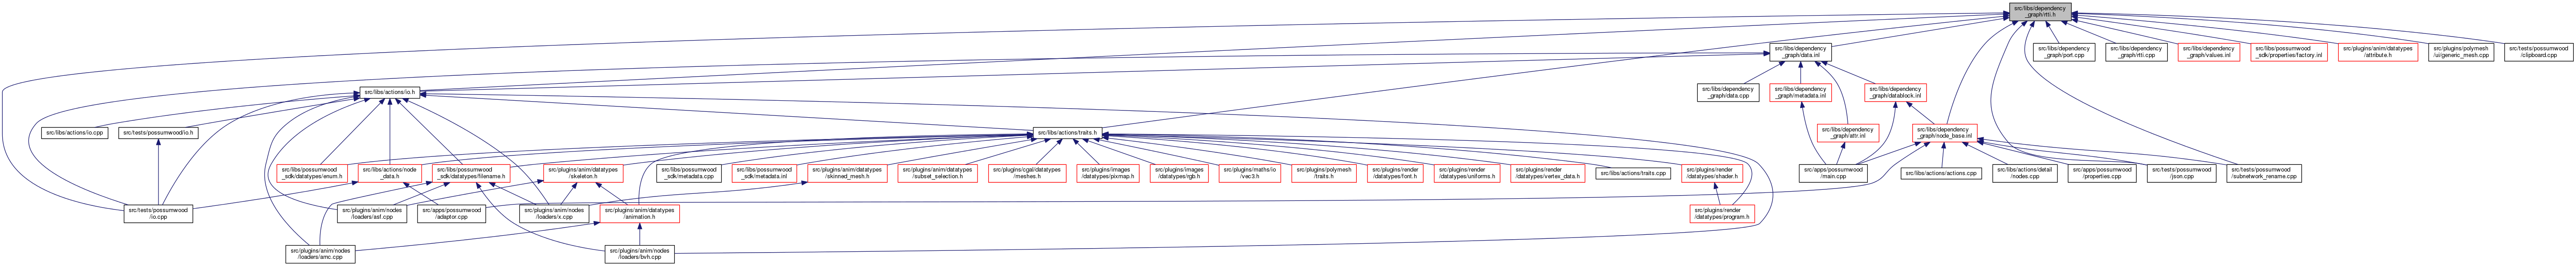 src/libs/dependency
_graph/rtti.h
src/libs/dependency
_graph/data.inl
src/libs/dependency
_graph/port.cpp
src/libs/dependency
_graph/rtti.cpp
src/libs/dependency
_graph/values.inl
src/libs/possumwood
_sdk/properties/factory.inl
src/plugins/anim/datatypes
/attribute.h
src/plugins/polymesh
/ui/generic_mesh.cpp
src/tests/possumwood
/clipboard.cpp
src/libs/actions/io.h
src/libs/dependency
_graph/data.cpp
src/libs/dependency
_graph/metadata.inl
src/libs/dependency
_graph/datablock.inl
src/libs/actions/io.cpp
src/tests/possumwood/io.h
src/libs/actions/traits.h
src/libs/dependency
_graph/attr.inl
src/libs/dependency
_graph/node_base.inl
src/libs/possumwood
_sdk/datatypes/enum.h
src/libs/actions/node
_data.h
src/libs/possumwood
_sdk/datatypes/filename.h
src/plugins/anim/datatypes
/skeleton.h
src/libs/possumwood
_sdk/metadata.cpp
src/libs/possumwood
_sdk/metadata.inl
src/plugins/anim/datatypes
/skinned_mesh.h
src/plugins/anim/datatypes
/subset_selection.h
src/plugins/cgal/datatypes
/meshes.h
src/plugins/images
/datatypes/pixmap.h
src/plugins/images
/datatypes/rgb.h
src/plugins/maths/io
/vec3.h
src/plugins/polymesh
/traits.h
src/plugins/render
/datatypes/font.h
src/plugins/render
/datatypes/uniforms.h
src/plugins/render
/datatypes/vertex_data.h
src/libs/actions/traits.cpp
src/plugins/render
/datatypes/shader.h
src/apps/possumwood
/main.cpp
src/libs/actions/actions.cpp
src/libs/actions/detail
/nodes.cpp
src/apps/possumwood
/properties.cpp
src/tests/possumwood
/json.cpp
src/tests/possumwood
/subnetwork_rename.cpp
src/tests/possumwood
/io.cpp
src/plugins/anim/nodes
/loaders/asf.cpp
src/apps/possumwood
/adaptor.cpp
src/plugins/anim/nodes
/loaders/x.cpp
src/plugins/anim/datatypes
/animation.h
src/plugins/render
/datatypes/program.h
src/plugins/anim/nodes
/loaders/amc.cpp
src/plugins/anim/nodes
/loaders/bvh.cpp